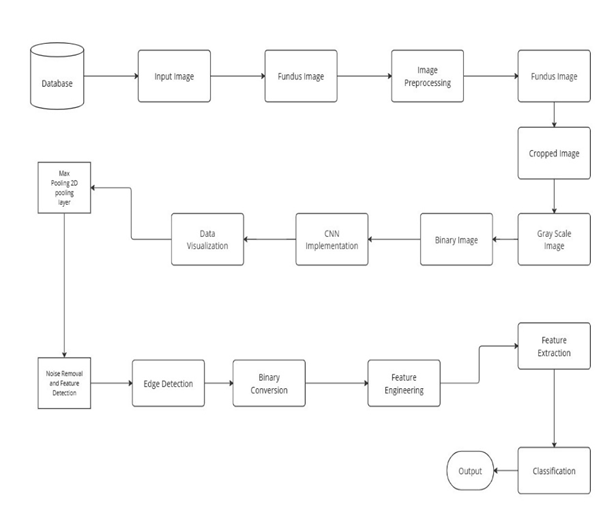 Database
Input Image
Fundus Image
Image
Preprocessing
Fundus Image
Cropped Image
Gray Scale
Image
Binary Image
CNN
Implementation
Data
Visualization
Max
Pooling 2D
pooling
layer
Noise Removal
and Feature
Detection
Edge Detection
Binary
Conversion
Feature
Engineering
Feature
Extraction
Classification
Output